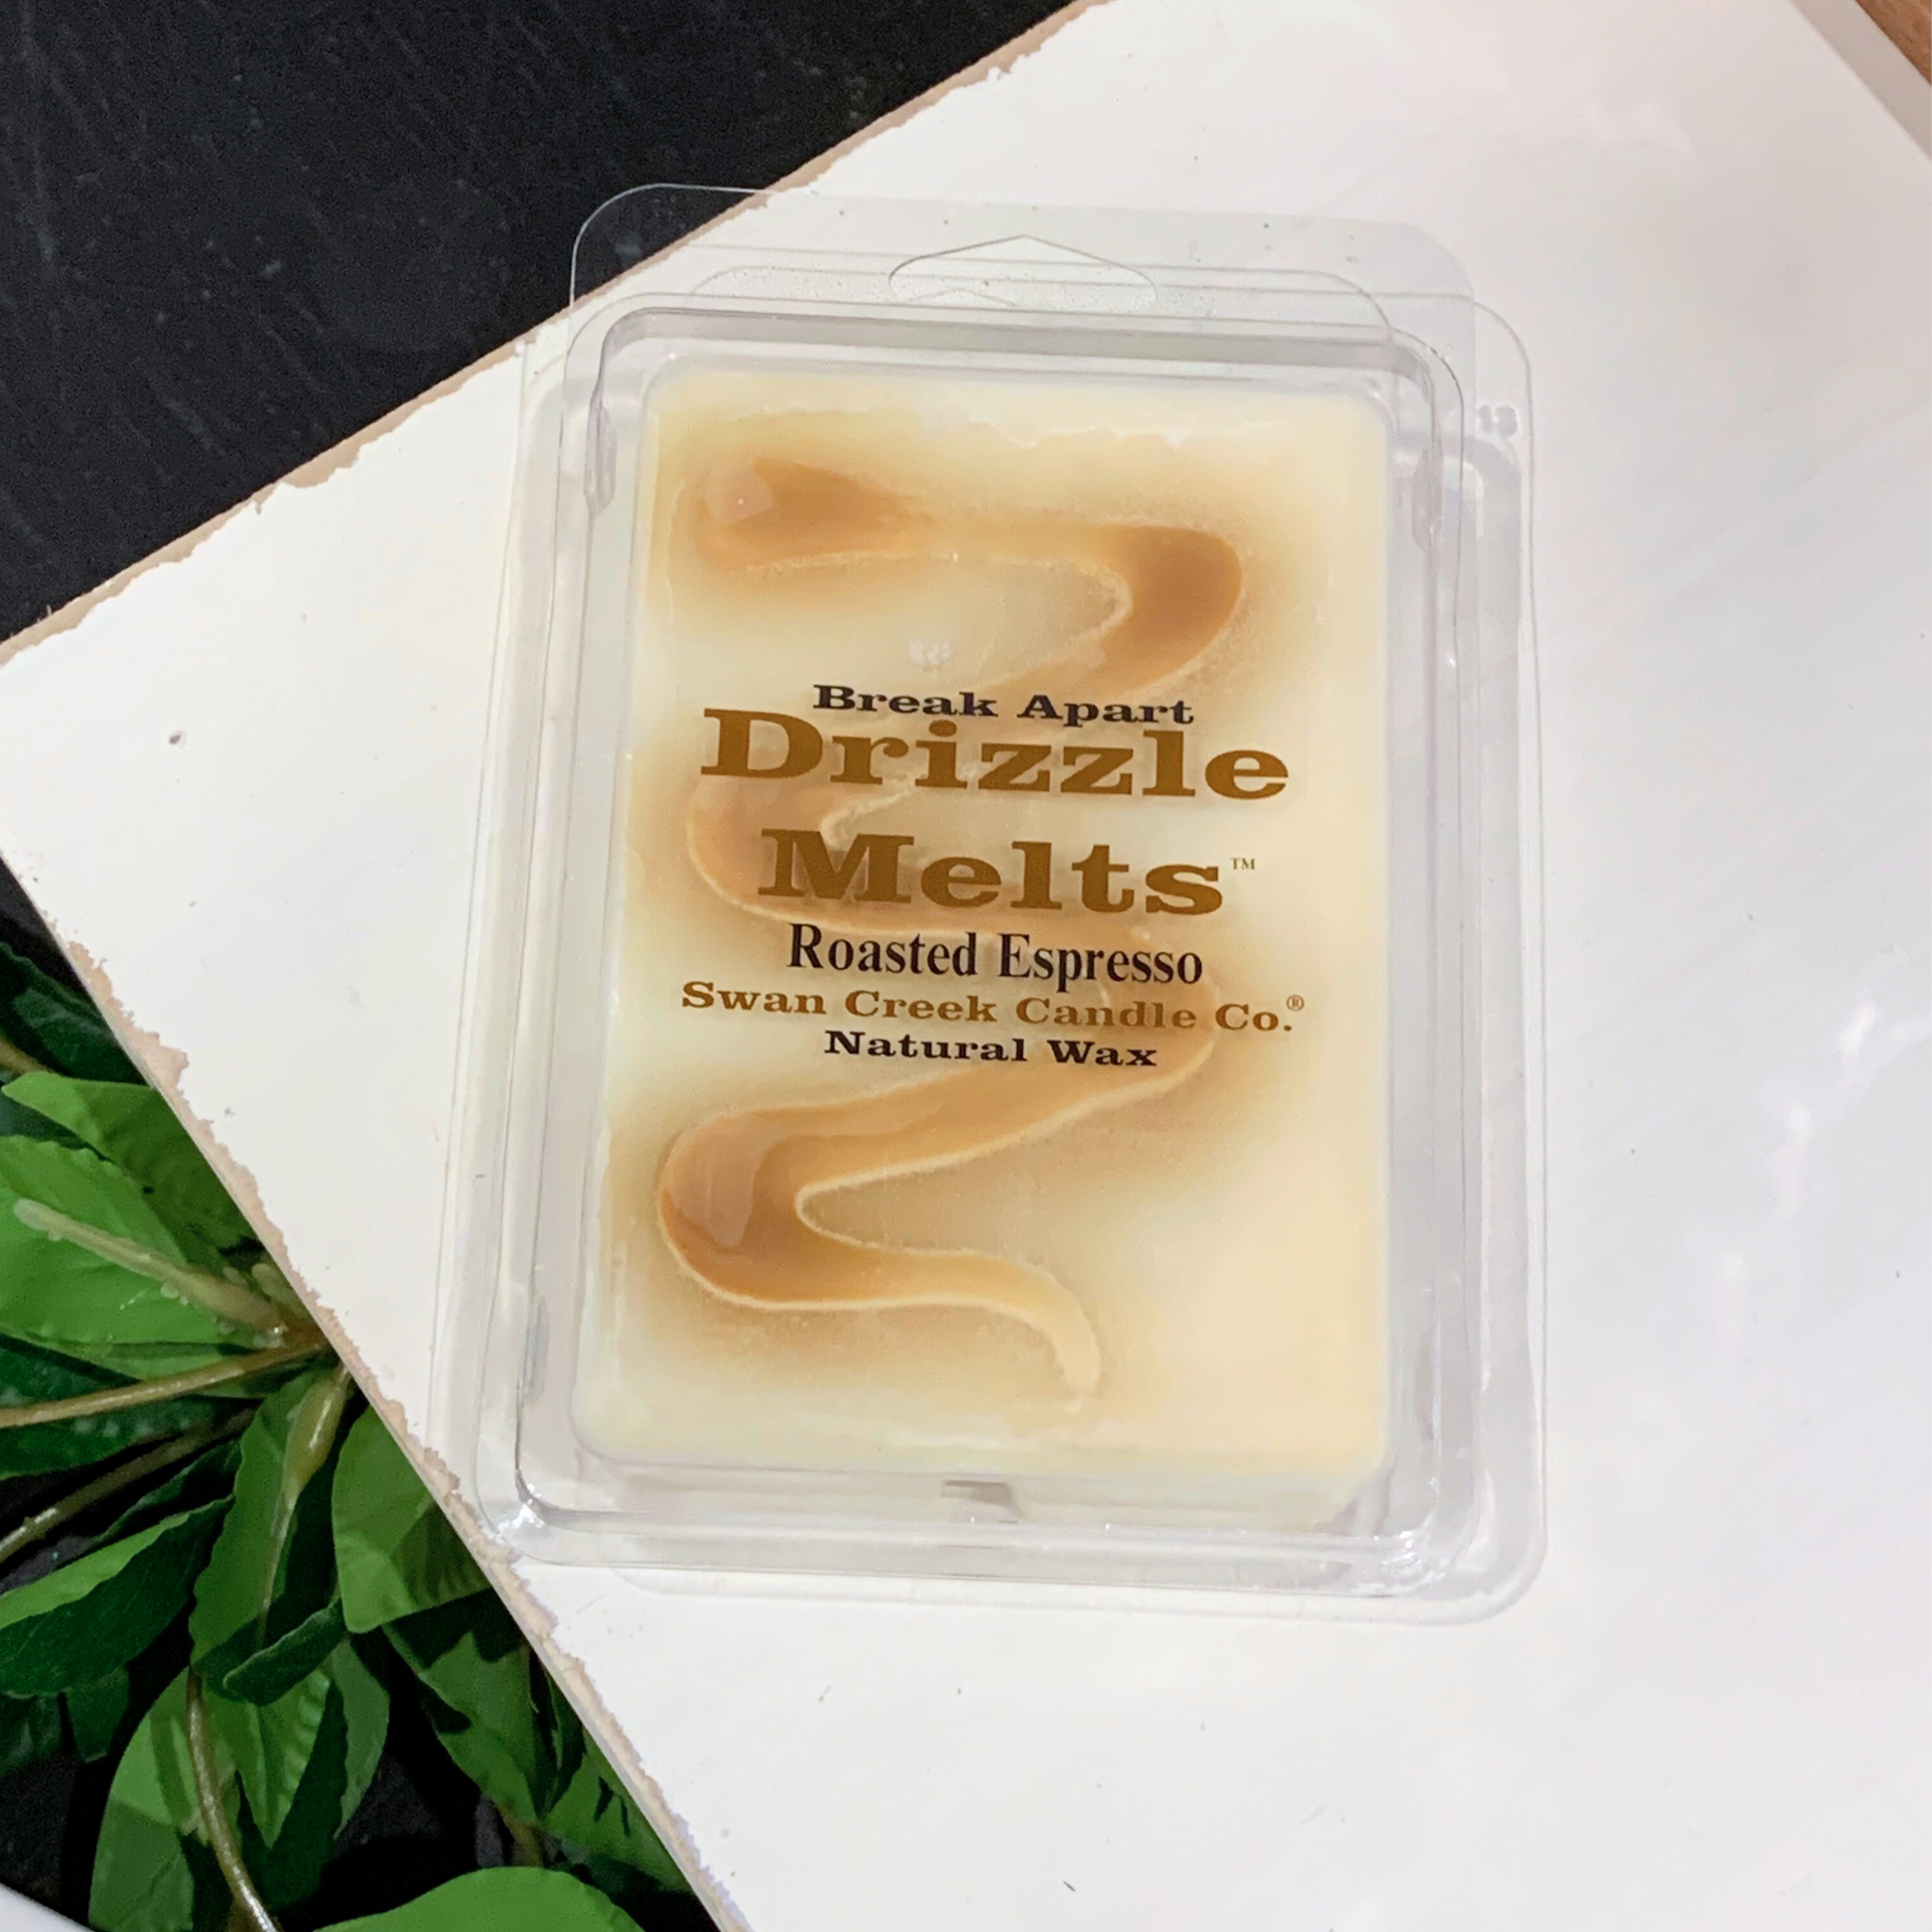 Break Apart
Drizzle
Melts™
Roasted Espresso
Swan Creek Candle Co.®
Natural Wax